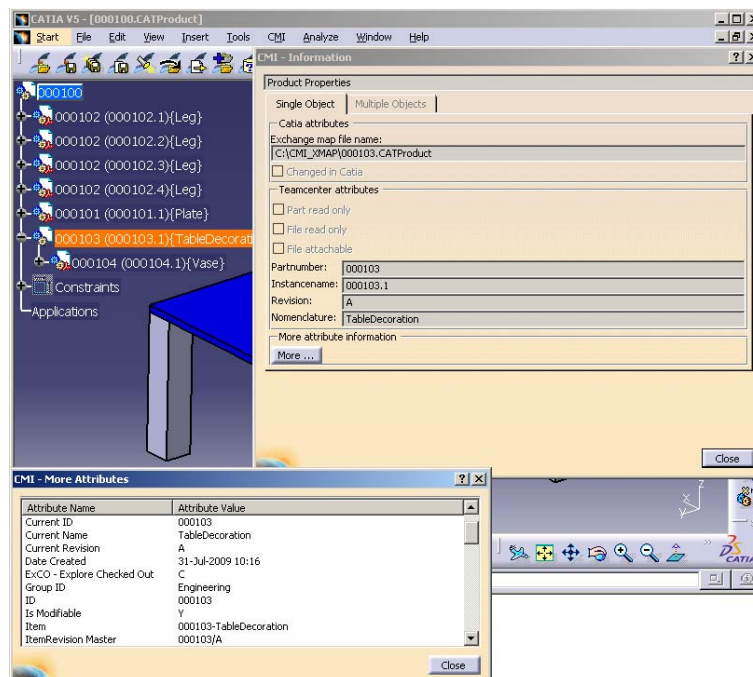 CATIA V5 - [000100.CATProduct]
Start File Edit View Insert Tools CMI Analyze Window Help
000100
000102 (000102.1){Leg}
000102 (000102.2){Leg}
000102 (000102.3){Leg}
000102 (000102.4){Leg}
000101 (000101.1){Plate}
000103 (000103.1){TableDecorati
000104 (000104.1){Vase}
Constraints
Applications
CMI - Information
Product Properties
Single Object Multiple Objects
Catia attributes
Exchange map file name:
C:\CMI_XMAP\000103.CATProduct
Changed in Catia
Teamcenter attributes
Part read only
File read only
File attachable
Partnumber: 000103
Instancename: 000103.1
Revision: A
Nomenclature: TableDecoration
More attribute information
More ...
Close
CMI - More Attributes
Attribute Name Attribute Value
Current ID 000103
Current Name TableDecoration
Current Revision A
Date Created 31-Jul-2009 10:16
ExCO - Explore Checked Out C
Group ID Engineering
ID 000103
Is Modifiable Y
Item 000103-TableDecoration
ItemRevision Master 000103/A
Close
x z
CATIA